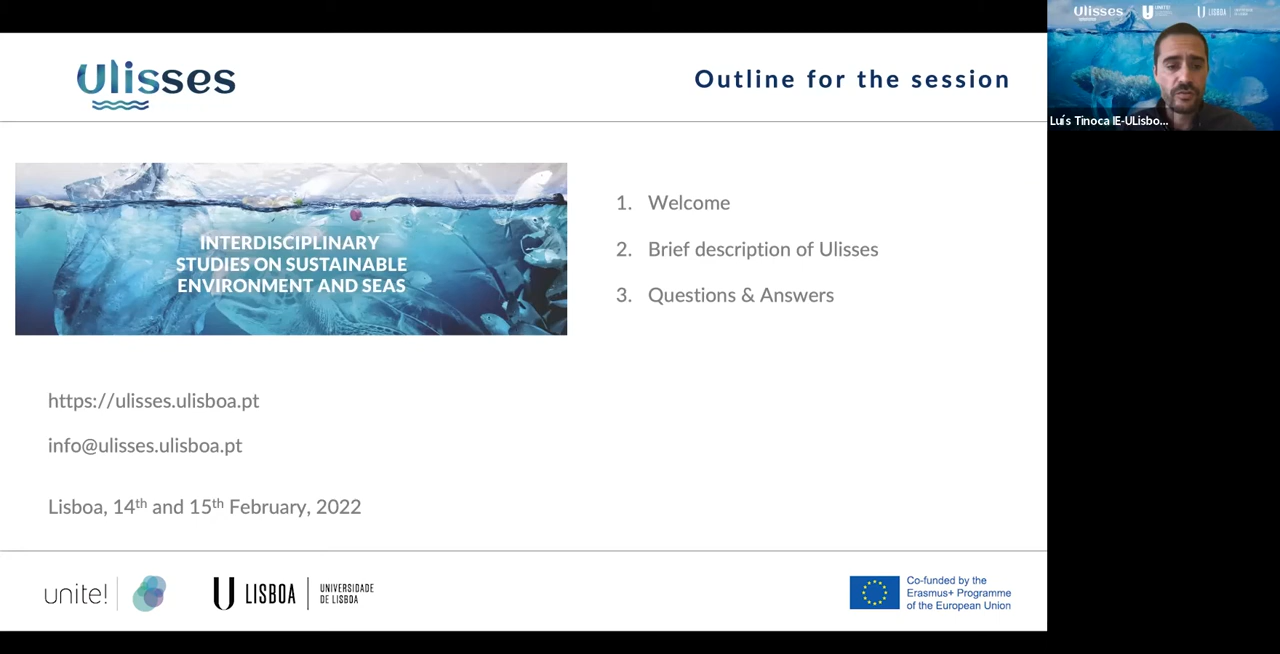 Ulisses
Outline for the session
INTERDISCIPLINARY
STUDIES ON SUSTAINABLE
ENVIRONMENT AND SEAS
1. Welcome
2. Brief description of Ulisses
3. Questions & Answers
https://ulisses.ulisboa.pt
info@ulisses.ulisboa.pt
Lisboa, 14th and 15th February, 2022
unite!
U LISBOA
UNIVERSIDADE
DE LISBOA
Co-funded by the
Erasmus+ Programme
of the European Union
Ulisses
UNITE!
U LISBOA
Luís Tinoca IE-ULisbo...